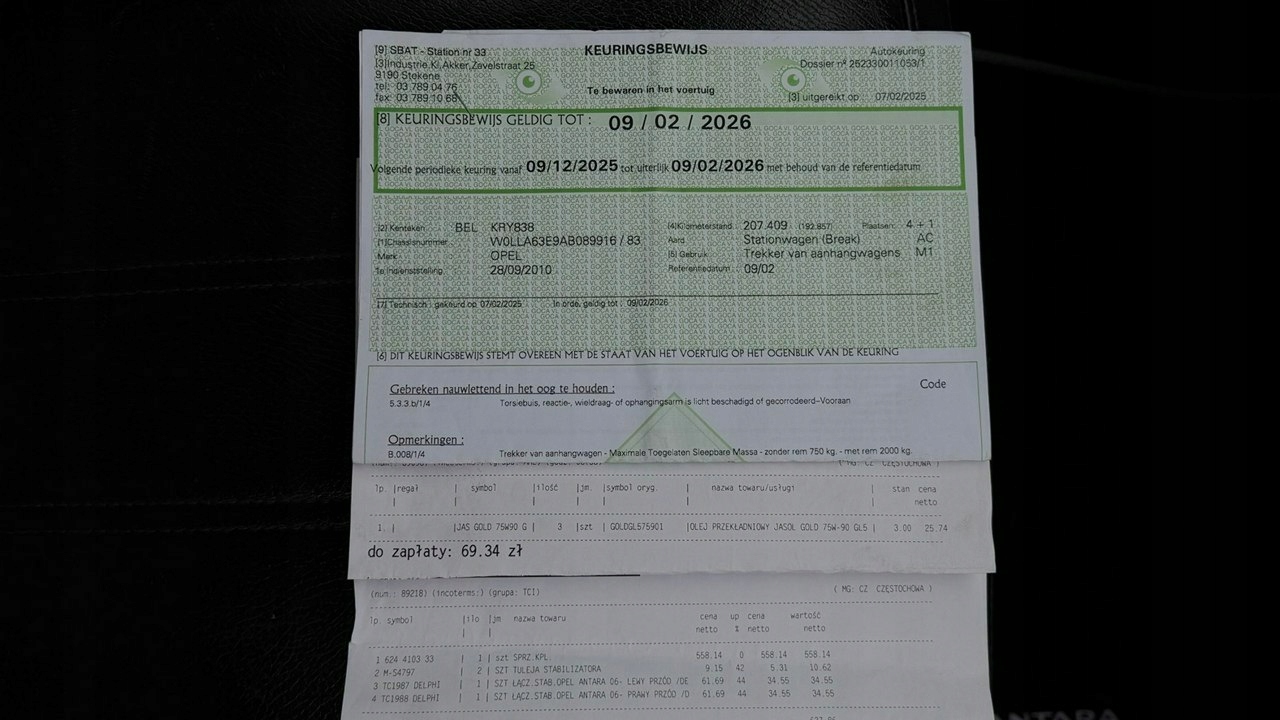 [9] SBAT - Station nr 33
KEURINGSBEWIJS
Autokeuring
[3]Industrie.Kl.Akker,Zavelstraat 25
Dossier nº 252330011053/1
9190 Stekene
tel: 03 789 04 76
Te bewaren in het voertuig
fax: 03 789 10 68
[3] uitgereikt op : 07/02/2025
[8] KEURINGSBEWIJS GELDIG TOT : 09 / 02 / 2026
Volgende periodieke keuring vanaf 09/12/2025 tot uiterlijk 09/02/2026 met behoud van de referentiedatum
[2] Kenteken BEL KRY838 [4]Kilometerstand 207.409 (192.857) Plaatsen: 4 + 1
[1]Chassisnummer W0LLA63E9AB089916 / 83 Aard Stationwagen (Break) AC
Merk OPEL [5] Gebruik Trekker van aanhangwagens M1
1e Indienststelling 28/09/2010 Referentiedatum 09/02
[7] Technisch : gekeurd op 07/02/2025 In orde, geldig tot : 09/02/2026
[6] DIT KEURINGSBEWIJS STEMT OVEREEN MET DE STAAT VAN HET VOERTUIG OP HET OGENBLIK VAN DE KEURING
Gebreken nauwlettend in het oog te houden : Code
5.3.3.b/1/4 Torsiebuis, reactie-, wieldraag- of ophangingsarm is licht beschadigd of gecorrodeerd–Vooraan
Opmerkingen :
B.008/1/4 Trekker van aanhangwagen - Maximale Toegelaten Sleepbare Massa - zonder rem 750 kg. - met rem 2000 kg.
( MG: CZ CZĘSTOCHOWA )
lp. |regał | symbol |ilość |jm. |symbol oryg. | nazwa towaru/usługi | stan cena
netto
1. | |JAS GOLD 75W90 G | 3 |szt | GOLDGL575901 |OLEJ PRZEKŁADNIOWY JASOL GOLD 75W-90 GL5 | 3.00 25.74
do zapłaty: 69.34 zł
(num.: 89218) (incoterms:) (grupa: TCI) ( MG: CZ CZĘSTOCHOWA )
lp. symbol |ilo |jm nazwa towaru cena up cena wartość
netto % netto netto
1 624 4103 33 | 1 | szt SPRZ.KPL. 558.14 0 558.14 558.14
2 M-S4797 | 2 | SZT TULEJA STABILIZATORA 9.15 42 5.31 10.62
3 TC1987 DELPHI | 1 | SZT ŁĄCZ.STAB.OPEL ANTARA 06- LEWY PRZÓD /DE 61.69 44 34.55 34.55
4 TC1988 DELPHI | 1 | SZT ŁĄCZ.STAB.OPEL ANTARA 06- PRAWY PRZÓD /D 61.69 44 34.55 34.55
ANTARA